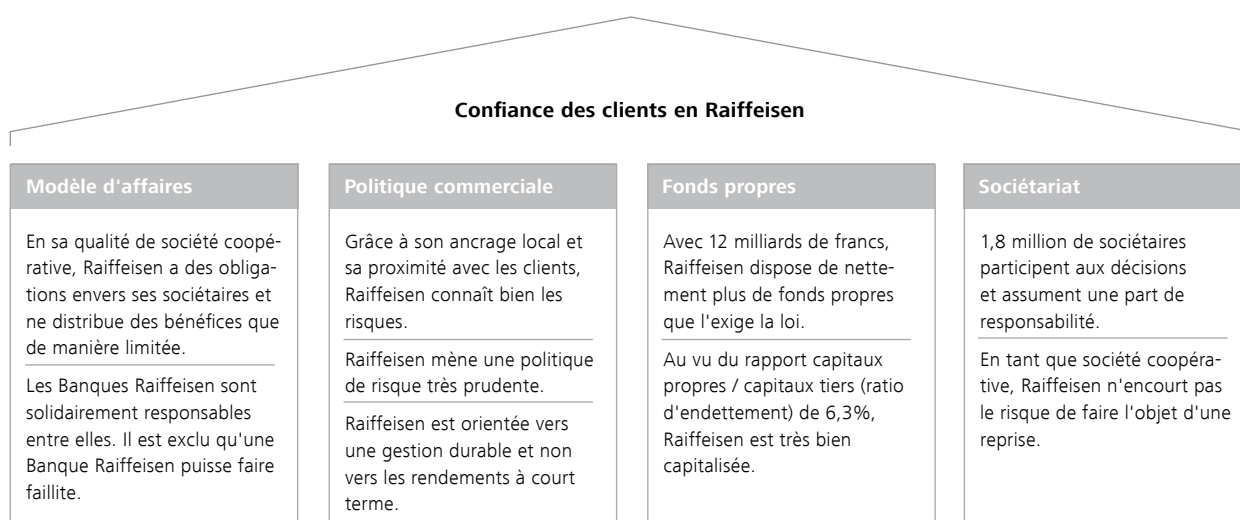 Confiance des clients en Raiffeisen
Modèle d'affaires
En sa qualité de société coopé-
rative, Raiffeisen a des obliga-
tions envers ses sociétaires et
ne distribue des bénéfices que
de manière limitée.
Les Banques Raiffeisen sont
solidairement responsables
entre elles. Il est exclu qu'une
Banque Raiffeisen puisse faire
faillite.
Politique commerciale
Grâce à son ancrage local et
sa proximité avec les clients,
Raiffeisen connaît bien les
risques.
Raiffeisen mène une politique
de risque très prudente.
Raiffeisen est orientée vers
une gestion durable et non
vers les rendements à court
terme.
Fonds propres
Avec 12 milliards de francs,
Raiffeisen dispose de nette-
ment plus de fonds propres
que l'exige la loi.
Au vu du rapport capitaux
propres / capitaux tiers (ratio
d'endettement) de 6,3%,
Raiffeisen est très bien
capitalisée.
Sociétariat
1,8 million de sociétaires
participent aux décisions
et assument une part de
responsabilité.
En tant que société coopéra-
tive, Raiffeisen n'encourt pas
le risque de faire l'objet d'une
reprise.